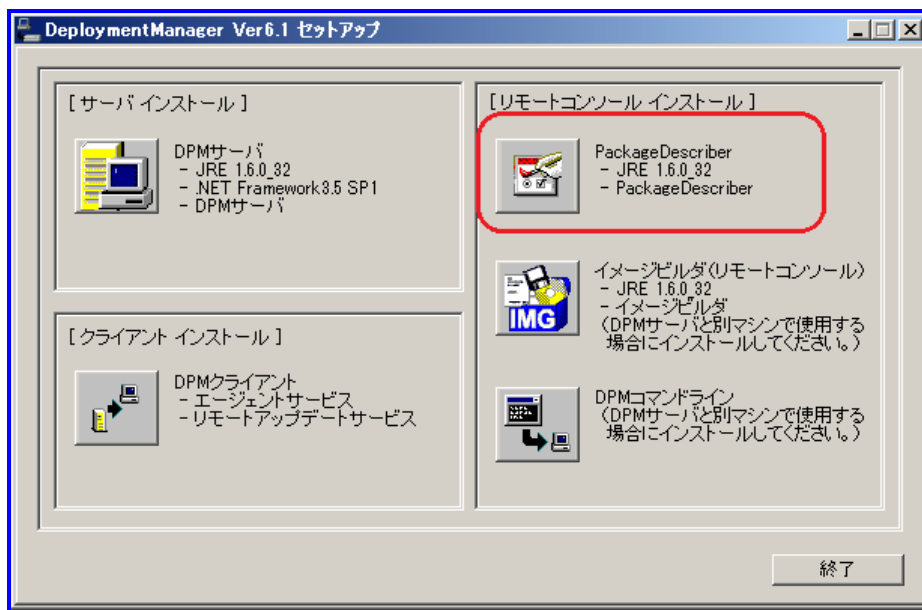 DeploymentManager Ver6.1 セットアップ
[サーバ インストール]
DPMサーバ
- JRE 1.6.0_32
- .NET Framework3.5 SP1
- DPMサーバ
[クライアント インストール]
DPMクライアント
- エージェントサービス
- リモートアップデートサービス
[リモートコンソール インストール]
PackageDescriber
- JRE 1.6.0_32
- PackageDescriber
IMG
イメージビルダ(リモートコンソール)
- JRE 1.6.0_32
- イメージビルダ
(DPMサーバと別マシンで使用する
場合にインストールしてください。)
DPMコマンドライン
(DPMサーバと別マシンで使用する
場合にインストールしてください。)
終了